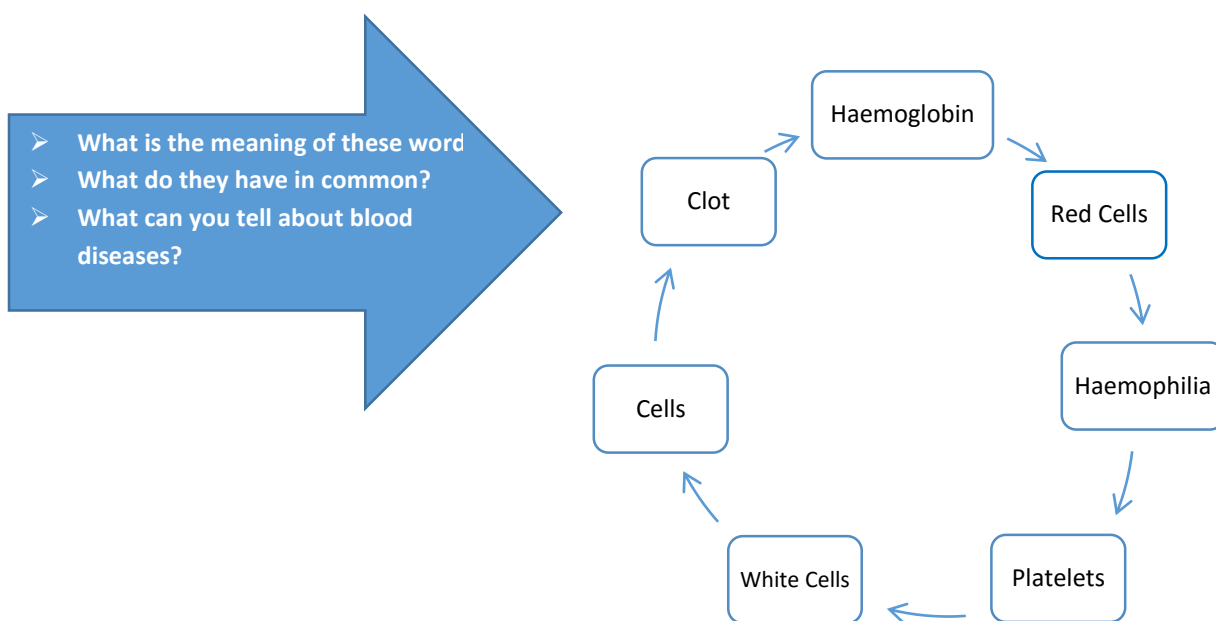 ➢ What is the meaning of these word
➢ What do they have in common?
➢ What can you tell about blood
diseases?
Haemoglobin
Red Cells
Haemophilia
Platelets
White Cells
Cells
Clot